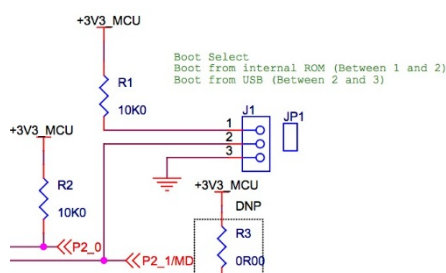 +3V3_MCU
Boot Select
Boot from internal ROM (Between 1 and 2)
Boot from USB (Between 2 and 3)
R1
10K0
J1
JP1
1
2
3
+3V3_MCU
R2
10K0
+3V3_MCU
DNP
P2_0
P2_1/MD
R3
0R00